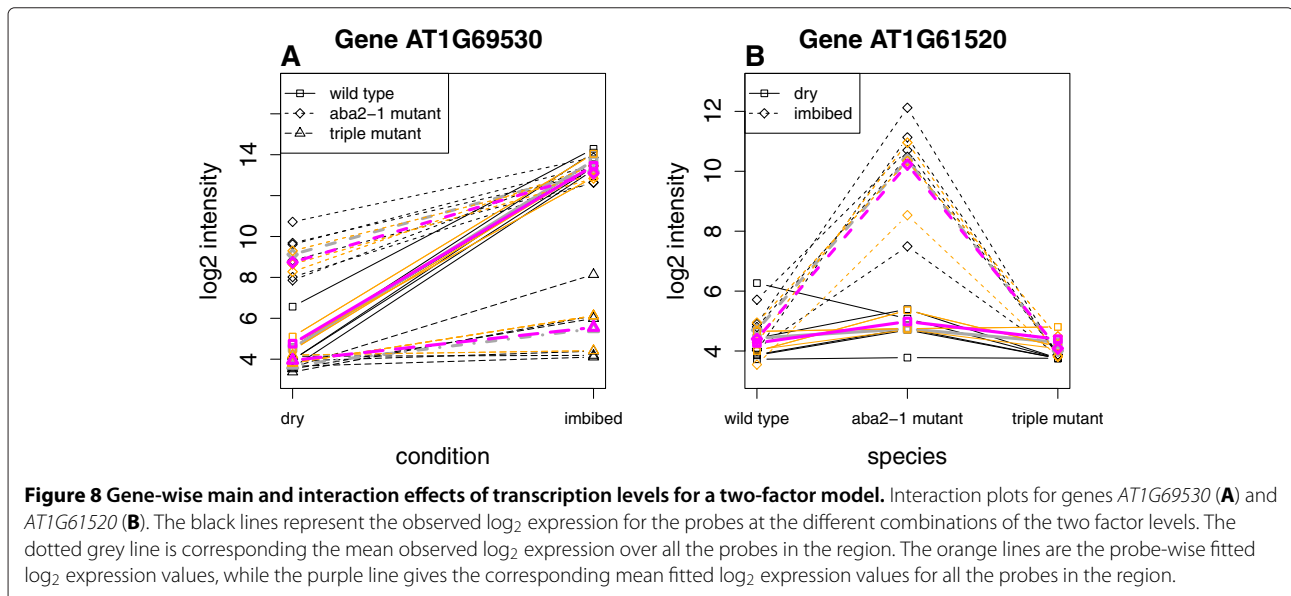 A
Gene AT1G69530
wild type
aba2−1 mutant
triple mutant
log2 intensity
4
6
8
10
14
dry
imbibed
condition
B
Gene AT1G61520
dry
imbibed
log2 intensity
4
6
8
10
12
wild type
aba2−1 mutant
triple mutant
species
Figure 8 Gene-wise main and interaction effects of transcription levels for a two-factor model. Interaction plots for genes AT1G69530 (A) and
AT1G61520 (B). The black lines represent the observed log₂ expression for the probes at the different combinations of the two factor levels. The
dotted grey line is corresponding the mean observed log₂ expression over all the probes in the region. The orange lines are the probe-wise fitted
log₂ expression values, while the purple line gives the corresponding mean fitted log₂ expression values for all the probes in the region.